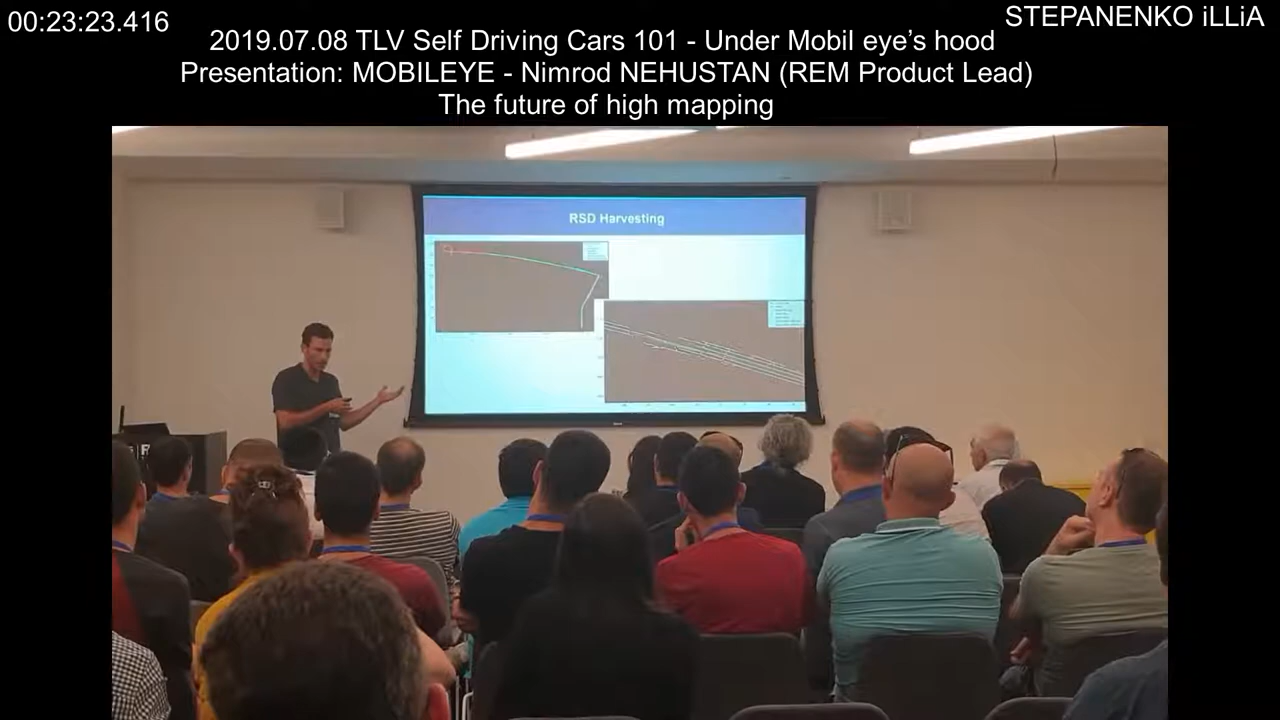 00:23:23.416
STEPANENKO iLLiA
2019.07.08 TLV Self Driving Cars 101 - Under Mobil eye’s hood
Presentation: MOBILEYE - Nimrod NEHUSTAN (REM Product Lead)
The future of high mapping
RSD Harvesting